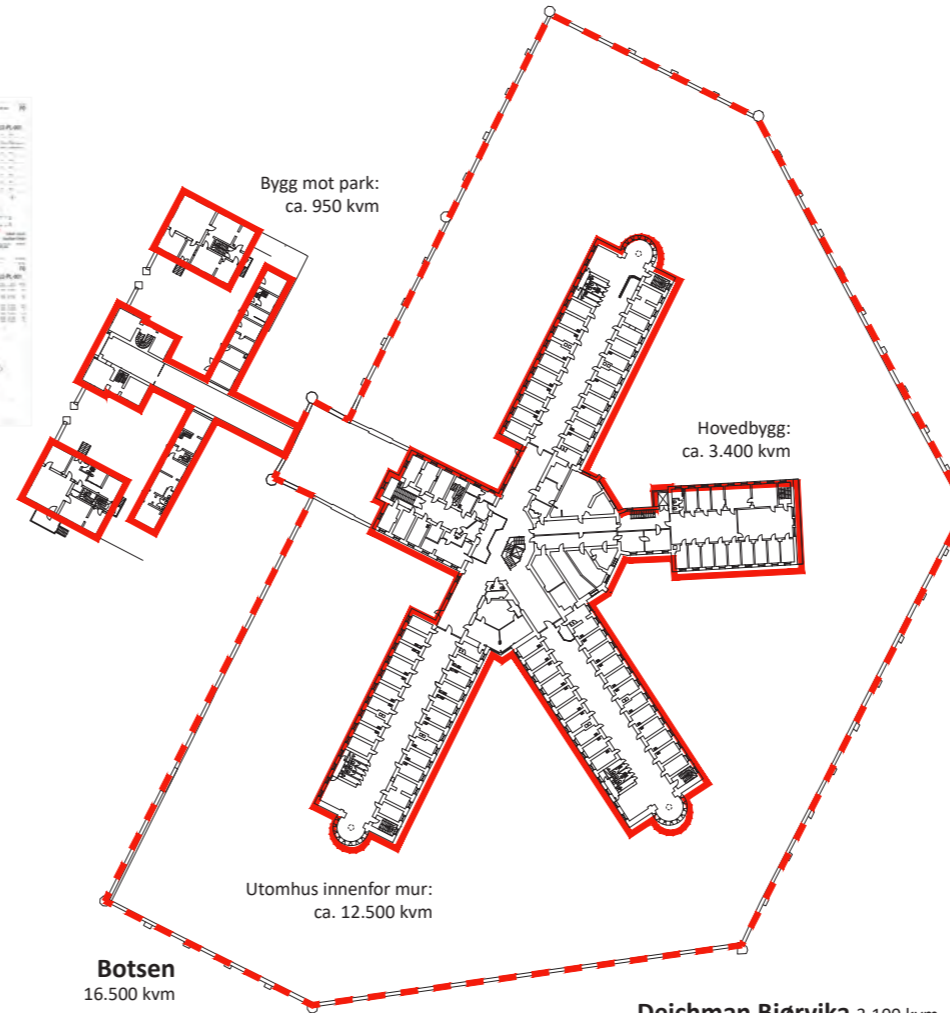 Bygg mot park:
ca. 950 kvm
Hovedbygg:
ca. 3.400 kvm
Utomhus innenfor mur:
ca. 12.500 kvm
Botsen
16.500 kvm